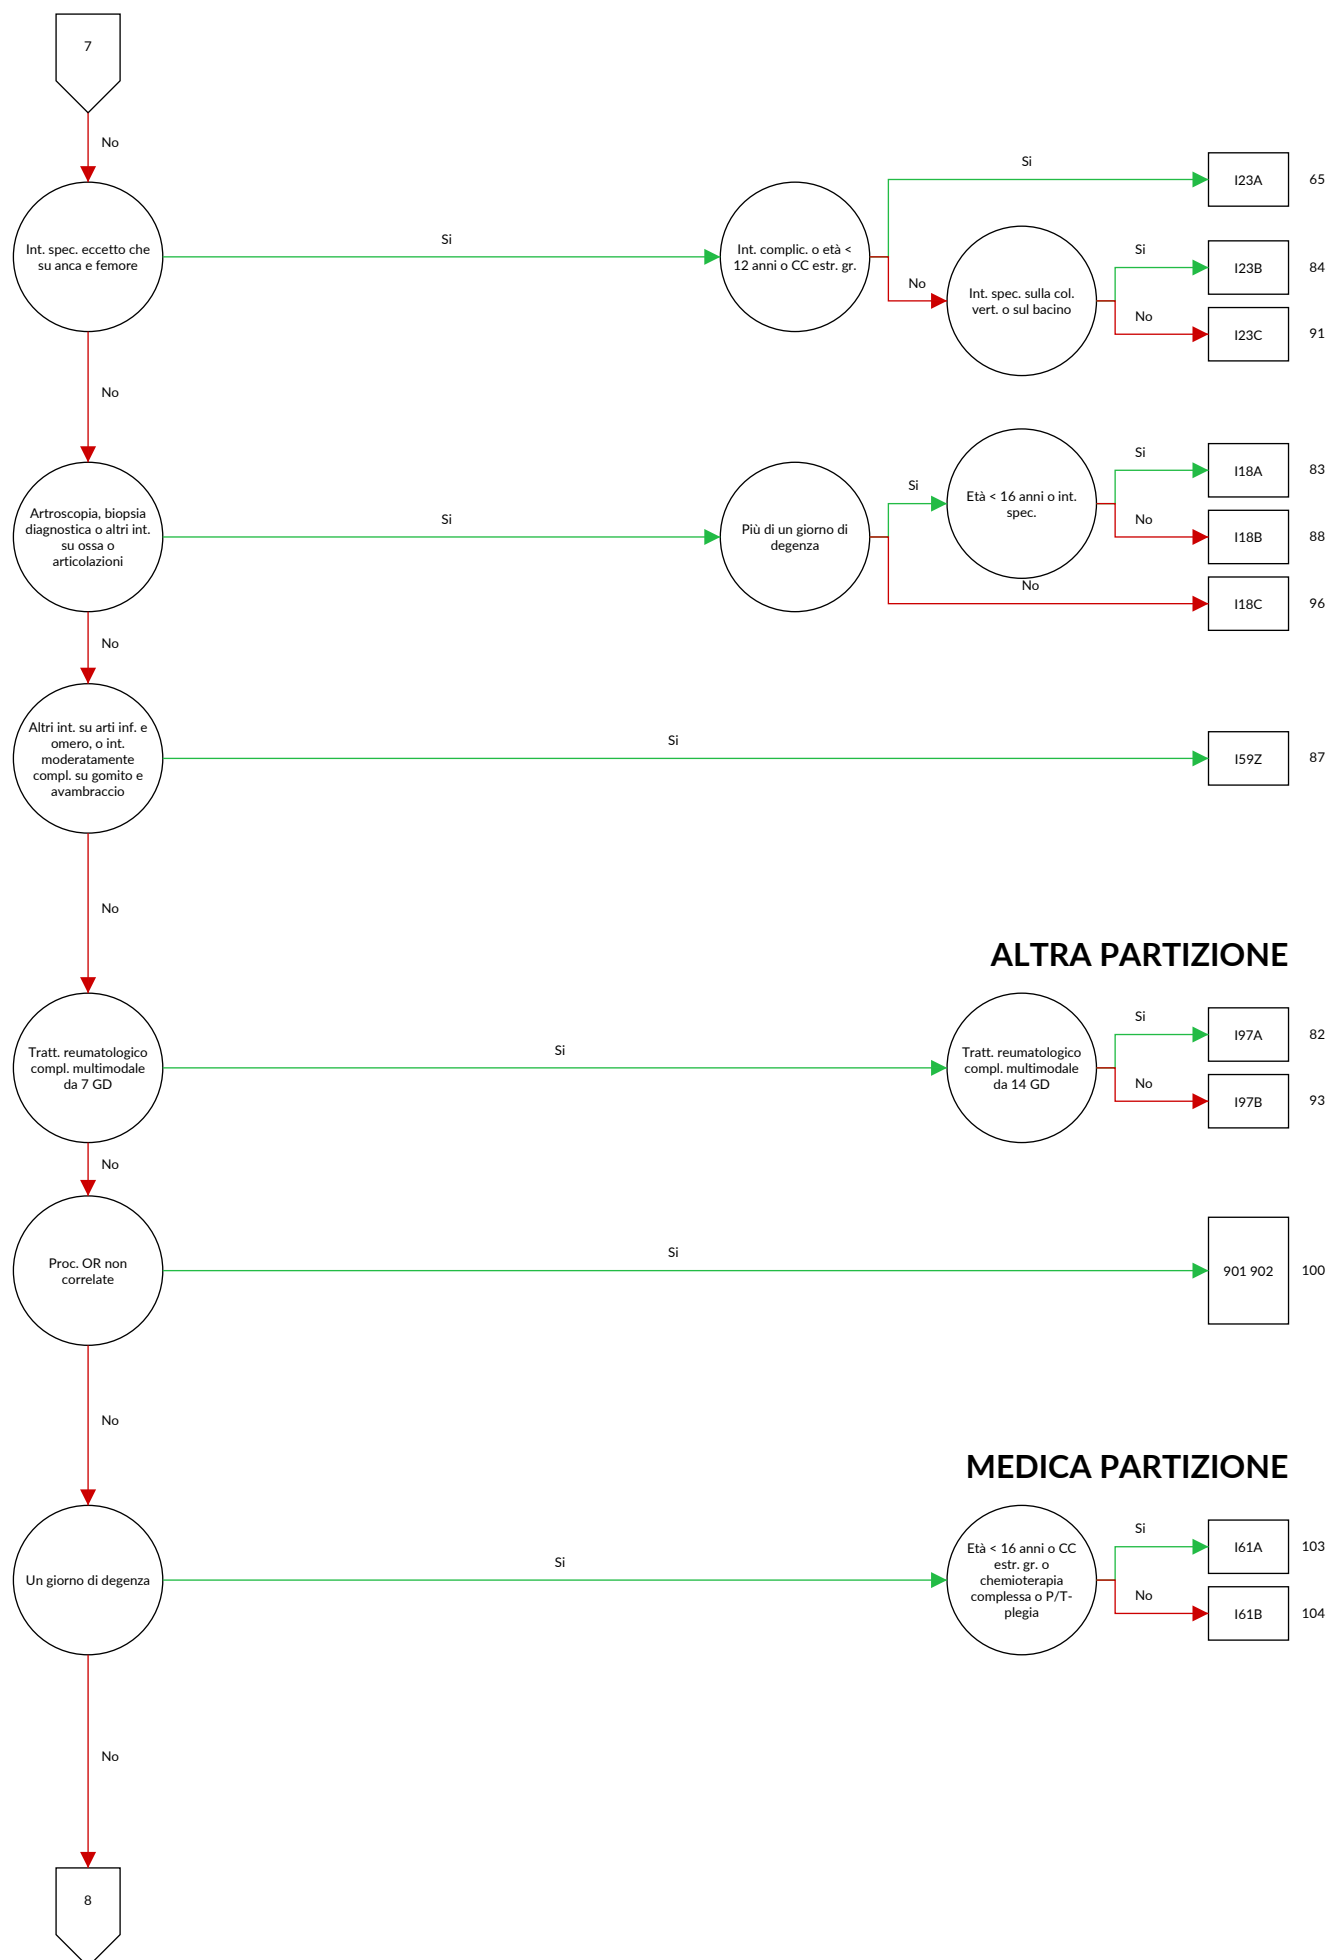 7
No
Int. spec. eccetto che
su anca e femore
Si
Int. complic. o età <
12 anni o CC estr. gr.
Si
I23A
65
No
Int. spec. sulla col.
vert. o sul bacino
Si
I23B
84
No
I23C
91
No
Artroscopia, biopsia
diagnostica o altri int.
su ossa o
articolazioni
Si
Più di un giorno di
degenza
Si
Età < 16 anni o int.
spec.
Si
I18A
83
No
I18B
88
No
I18C
96
No
Altri int. su arti inf. e
omero, o int.
moderatamente
compl. su gomito e
avambraccio
Si
I59Z
87
No
ALTRA PARTIZIONE
Tratt. reumatologico
compl. multimodale
da 7 GD
Si
Tratt. reumatologico
compl. multimodale
da 14 GD
Si
I97A
82
No
I97B
93
No
Proc. OR non
correlate
Si
901 902
100
No
MEDICA PARTIZIONE
Un giorno di degenza
Si
Età < 16 anni o CC
estr. gr. o
chemioterapia
complessa o P/T-
plegia
Si
I61A
103
No
I61B
104
No
8